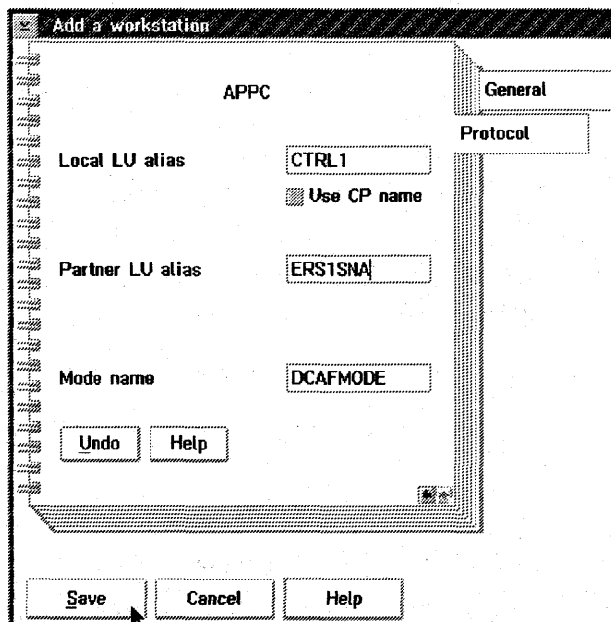 Add a workstation
APPC
General
Protocol
Local LU alias
CTRL1
Use CP name
Partner LU alias
ERS1SNA
Mode name
DCAFMODE
Undo
Help
Save
Cancel
Help